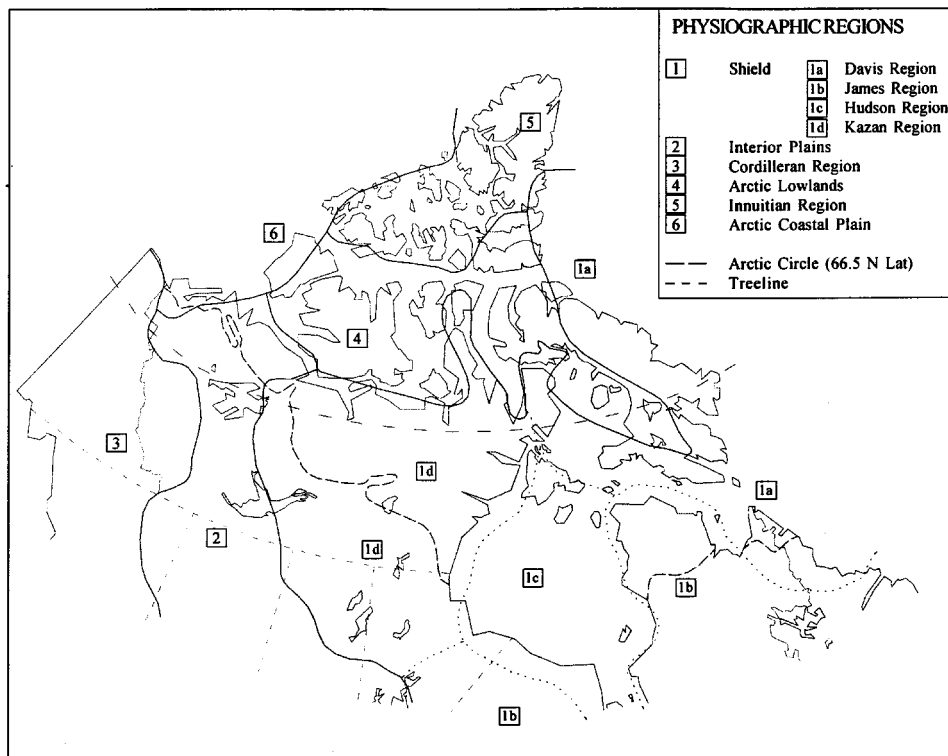 PHYSIOGRAPHIC REGIONS
1 Shield 1a Davis Region
1b James Region
1c Hudson Region
1d Kazan Region
2 Interior Plains
3 Cordilleran Region
4 Arctic Lowlands
5 Innuitian Region
6 Arctic Coastal Plain
Arctic Circle (66.5 N Lat)
Treeline
5
6
1a
4
3
1d
1a
2
1d
1c
1b
1b